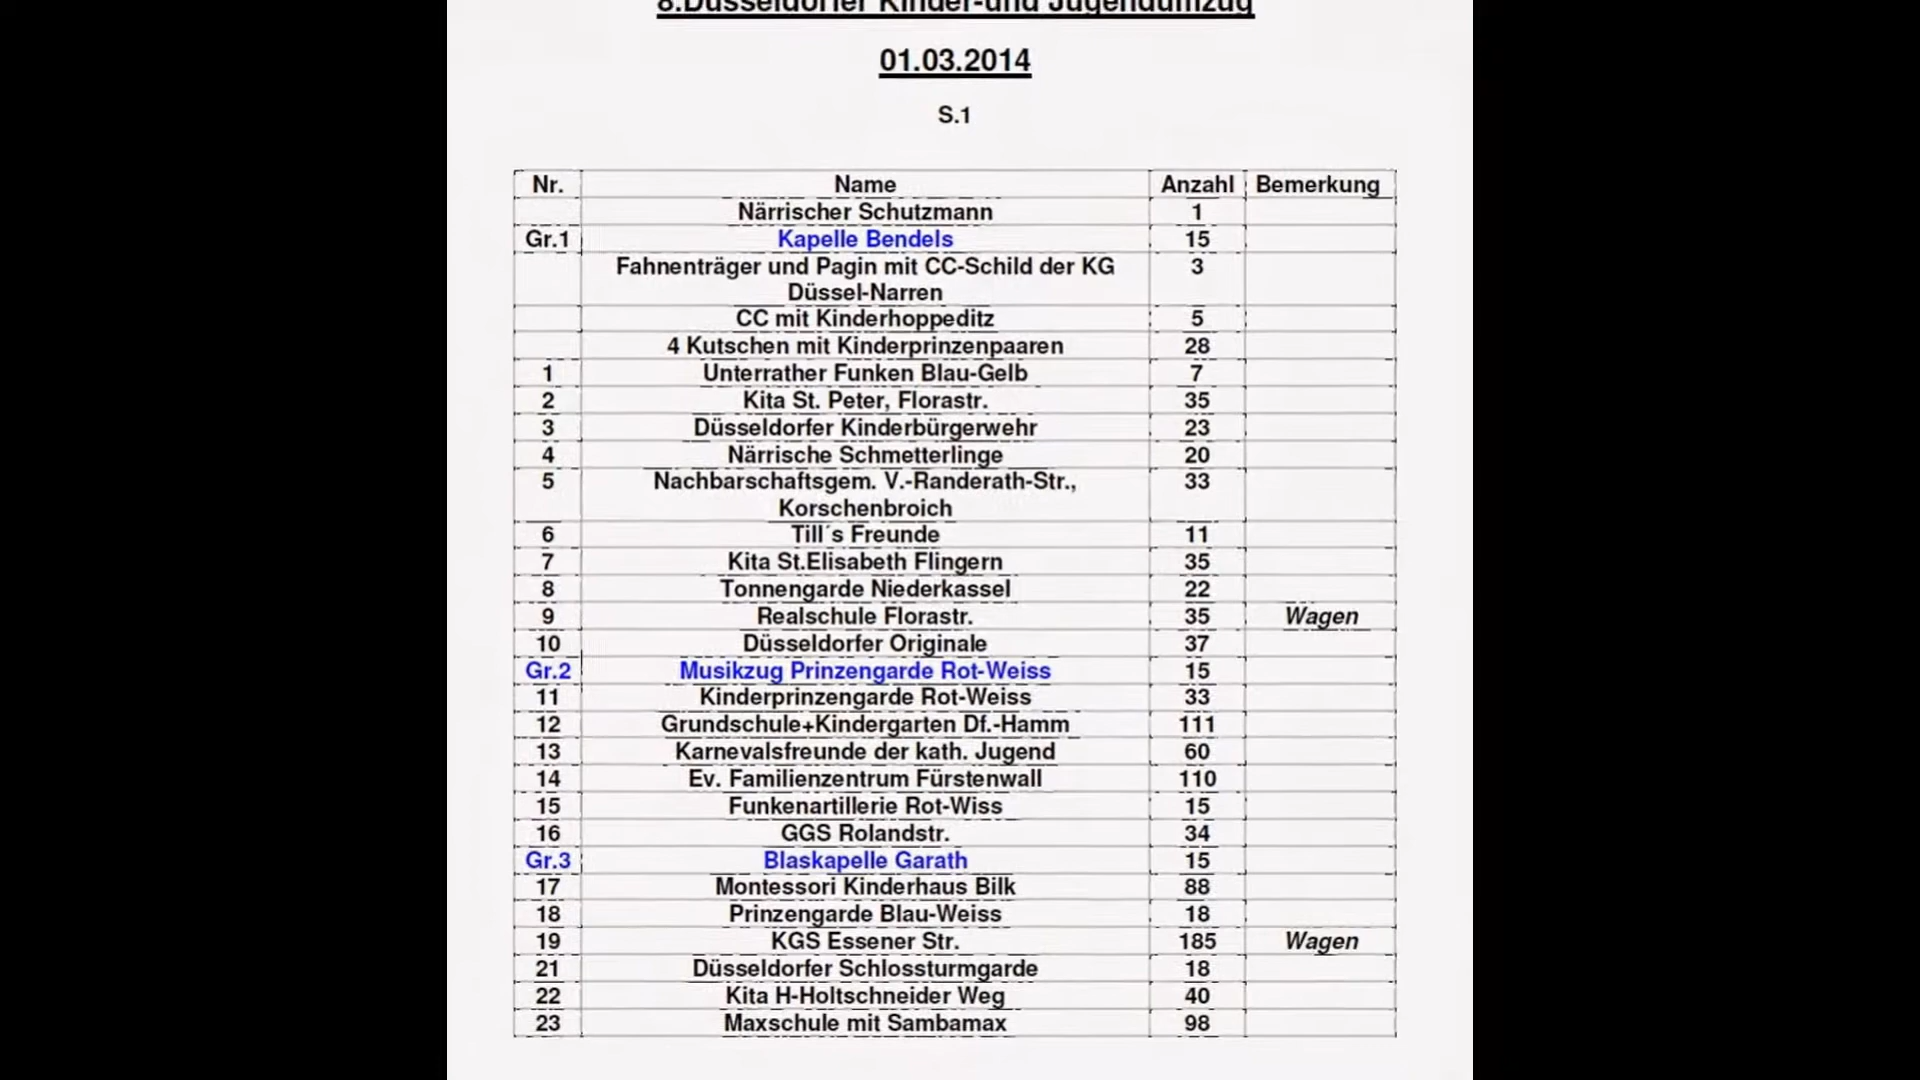 8.Düsseldorfer Kinder-und Jugendumzug
01.03.2014
S.1
Nr. Name Anzahl Bemerkung
Närrischer Schutzmann 1
Gr.1 Kapelle Bendels 15
Fahnenträger und Pagin mit CC-Schild der KG 3
Düssel-Narren
CC mit Kinderhoppeditz 5
4 Kutschen mit Kinderprinzenpaaren 28
1 Unterrather Funken Blau-Gelb 7
2 Kita St. Peter, Florastr. 35
3 Düsseldorfer Kinderbürgerwehr 23
4 Närrische Schmetterlinge 20
5 Nachbarschaftsgem. V.-Randerath-Str., 33
Korschenbroich
6 Till´s Freunde 11
7 Kita St.Elisabeth Flingern 35
8 Tonnengarde Niederkassel 22
9 Realschule Florastr. 35 Wagen
10 Düsseldorfer Originale 37
Gr.2 Musikzug Prinzengarde Rot-Weiss 15
11 Kinderprinzengarde Rot-Weiss 33
12 Grundschule+Kindergarten Df.-Hamm 111
13 Karnevalsfreunde der kath. Jugend 60
14 Ev. Familienzentrum Fürstenwall 110
15 Funkenartillerie Rot-Wiss 15
16 GGS Rolandstr. 34
Gr.3 Blaskapelle Garath 15
17 Montessori Kinderhaus Bilk 88
18 Prinzengarde Blau-Weiss 18
19 KGS Essener Str. 185 Wagen
21 Düsseldorfer Schlossturmgarde 18
22 Kita H-Holtschneider Weg 40
23 Maxschule mit Sambamax 98